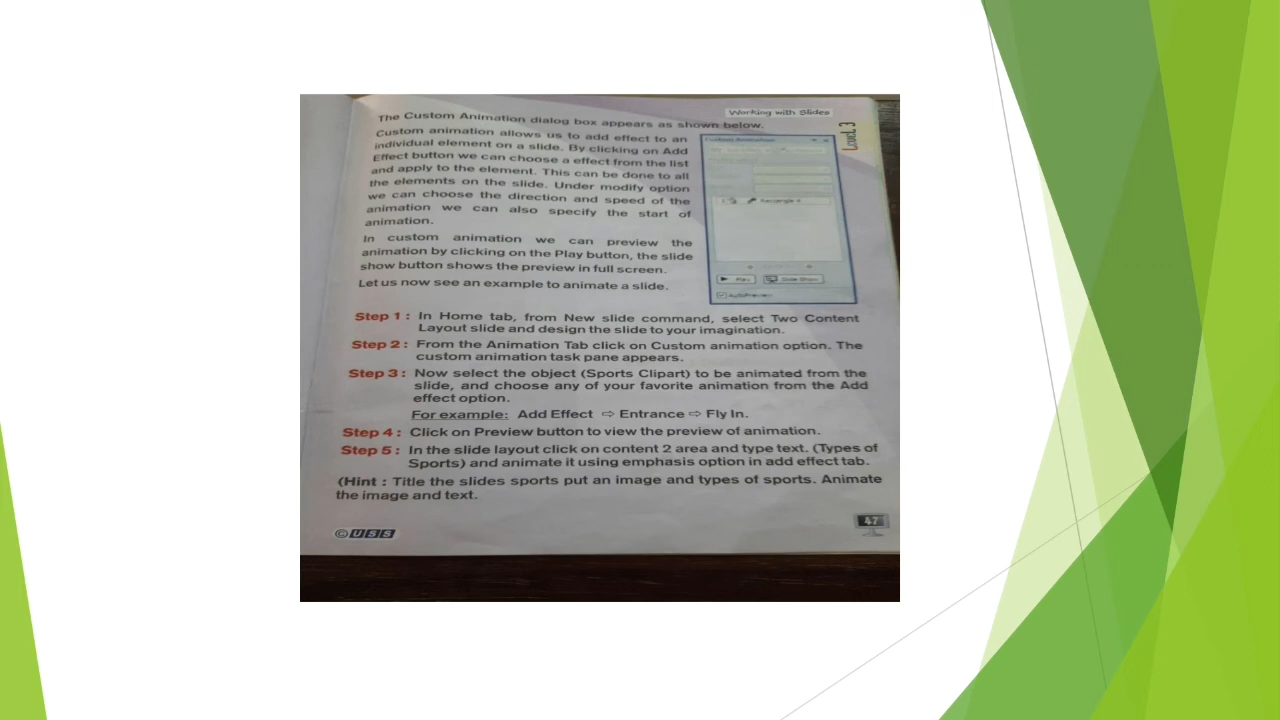 Working with Slides
LeveL 3
The Custom Animation dialog box appears as shown below.
Custom animation allows us to add effect to an
individual element on a slide. By clicking on Add
Effect button we can choose a effect from the list
and apply to the element. This can be done to all
the elements on the slide. Under modify option
we can choose the direction and speed of the
animation we can also specify the start of
animation.
In custom animation we can preview the
animation by clicking on the Play button, the slide
show button shows the preview in full screen.
Let us now see an example to animate a slide.
Custom Animation
Rectangle 4
Play
Slide Show
AutoPreview
Step 1 : In Home tab, from New slide command, select Two Content
Layout slide and design the slide to your imagination.
Step 2 : From the Animation Tab click on Custom animation option. The
custom animation task pane appears.
Step 3 : Now select the object (Sports Clipart) to be animated from the
slide, and choose any of your favorite animation from the Add
effect option.
For example: Add Effect ⇨ Entrance ⇨ Fly In.
Step 4 : Click on Preview button to view the preview of animation.
Step 5 : In the slide layout click on content 2 area and type text. (Types of
Sports) and animate it using emphasis option in add effect tab.
(Hint : Title the slides sports put an image and types of sports. Animate
the image and text.
© USS
47